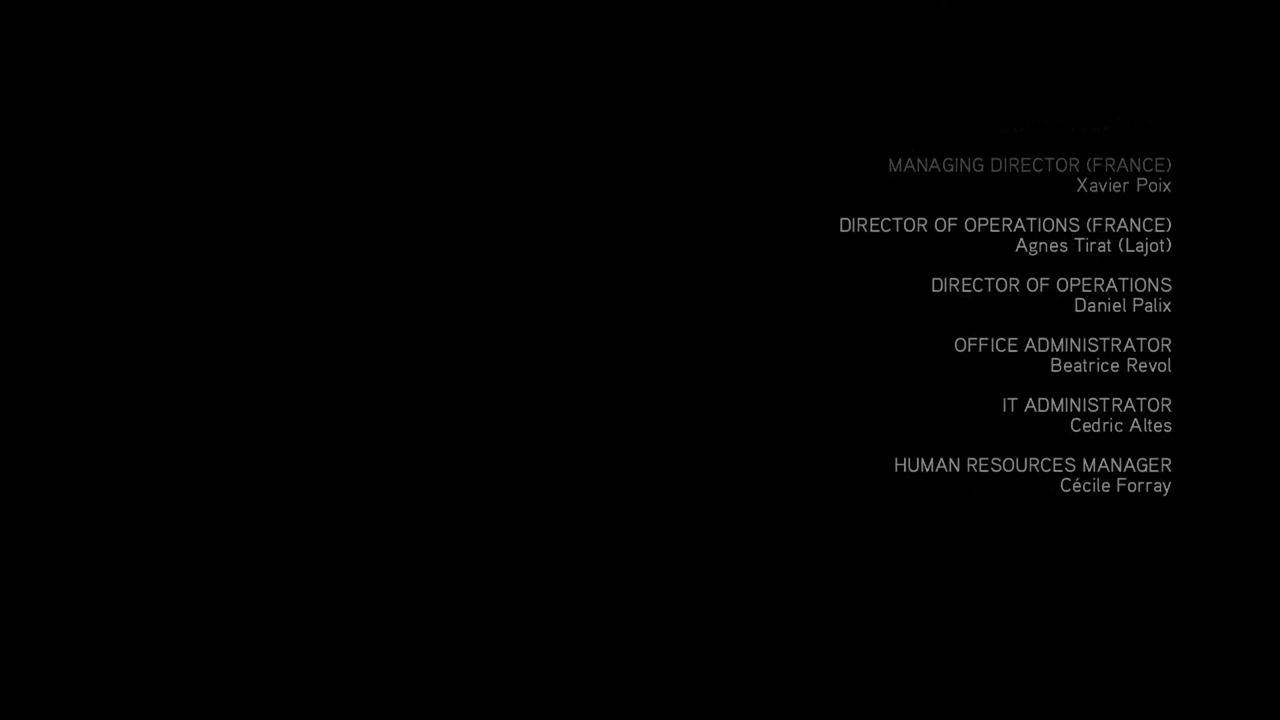 MANAGING DIRECTOR (FRANCE)
Xavier Poix
DIRECTOR OF OPERATIONS (FRANCE)
Agnes Tirat (Lajot)
DIRECTOR OF OPERATIONS
Daniel Palix
OFFICE ADMINISTRATOR
Beatrice Revol
IT ADMINISTRATOR
Cedric Altes
HUMAN RESOURCES MANAGER
Cécile Forray